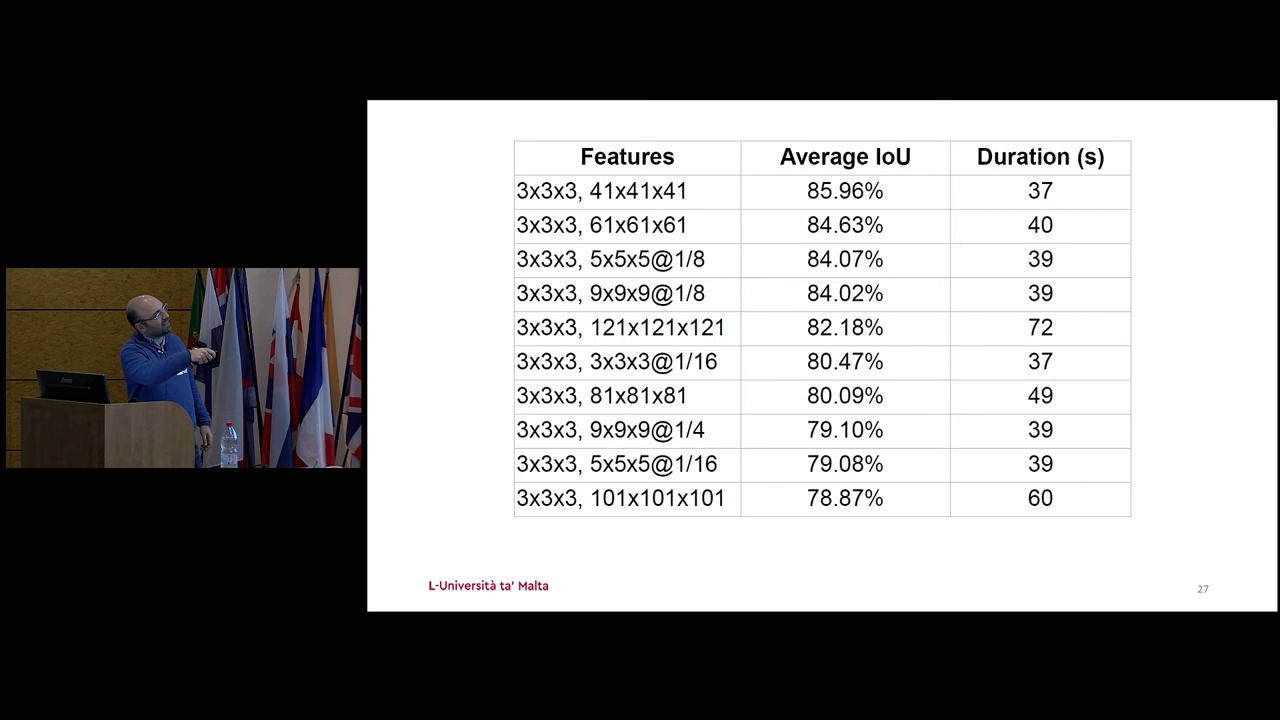 Features Average IoU Duration (s)
3x3x3, 41x41x41 85.96% 37
3x3x3, 61x61x61 84.63% 40
3x3x3, 5x5x5@1/8 84.07% 39
3x3x3, 9x9x9@1/8 84.02% 39
3x3x3, 121x121x121 82.18% 72
3x3x3, 3x3x3@1/16 80.47% 37
3x3x3, 81x81x81 80.09% 49
3x3x3, 9x9x9@1/4 79.10% 39
3x3x3, 5x5x5@1/16 79.08% 39
3x3x3, 101x101x101 78.87% 60
L-Università ta' Malta
27